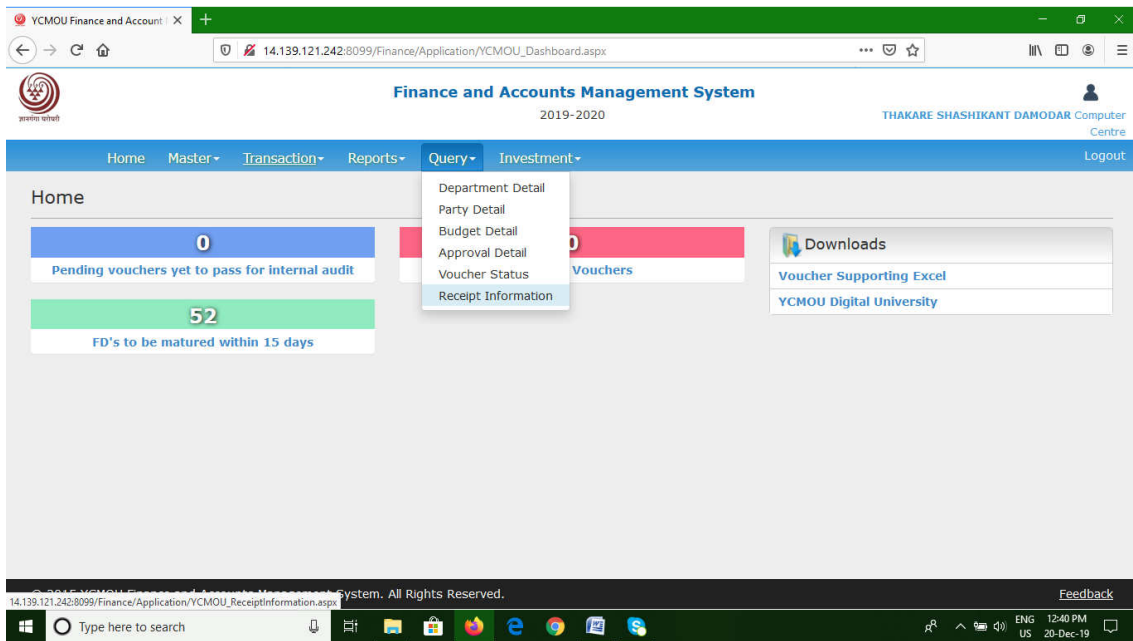 YCMOU Finance and Account
14.139.121.242:8099/Finance/Application/YCMOU_Dashboard.aspx
ज्ञानगंगा घरोघरी
Finance and Accounts Management System
2019-2020
THAKARE SHASHIKANT DAMODAR Computer
Centre
Home Master Transaction Reports Query Investment
Logout
Home
Department Detail
Party Detail
Budget Detail
Approval Detail
Voucher Status
Receipt Information
0
Pending vouchers yet to pass for internal audit
Vouchers
52
FD's to be matured within 15 days
Downloads
Voucher Supporting Excel
YCMOU Digital University
System. All Rights Reserved.
Feedback
14.139.121.242:8099/Finance/Application/YCMOU_ReceiptInformation.aspx
Type here to search
ENG 12:40 PM
US 20-Dec-19